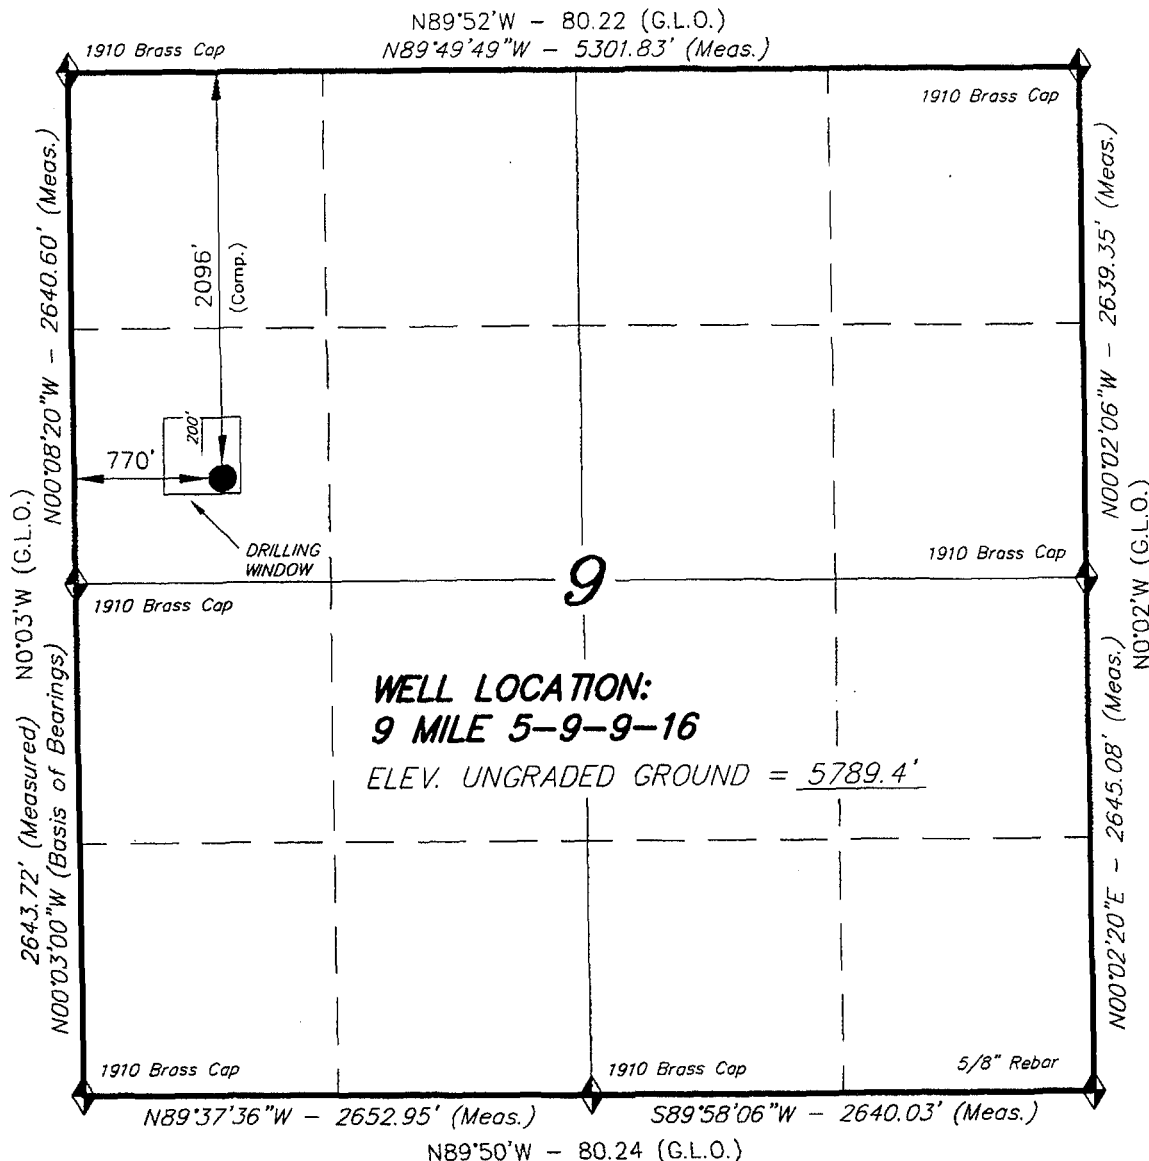 N89°52'W – 80.22 (G.L.O.)
N89°49'49"W – 5301.83' (Meas.)
1910 Brass Cap
1910 Brass Cap
N00°08'20"W – 2640.60' (Meas.)
2096'
(Comp.)
N00°02'06"W – 2639.35' (Meas.)
200'
770'
DRILLING
WINDOW
N0°03'W (G.L.O.)
N0°02'W (G.L.O.)
1910 Brass Cap
1910 Brass Cap
9
WELL LOCATION:
9 MILE 5–9–9–16
ELEV. UNGRADED GROUND = 5789.4'
2643.72' (Measured)
N00°03'00"W (Basis of Bearings)
N00°02'20"E – 2645.08' (Meas.)
1910 Brass Cap
1910 Brass Cap
5/8" Rebar
N89°37'36"W – 2652.95' (Meas.)
S89°58'06"W – 2640.03' (Meas.)
N89°50'W – 80.24 (G.L.O.)